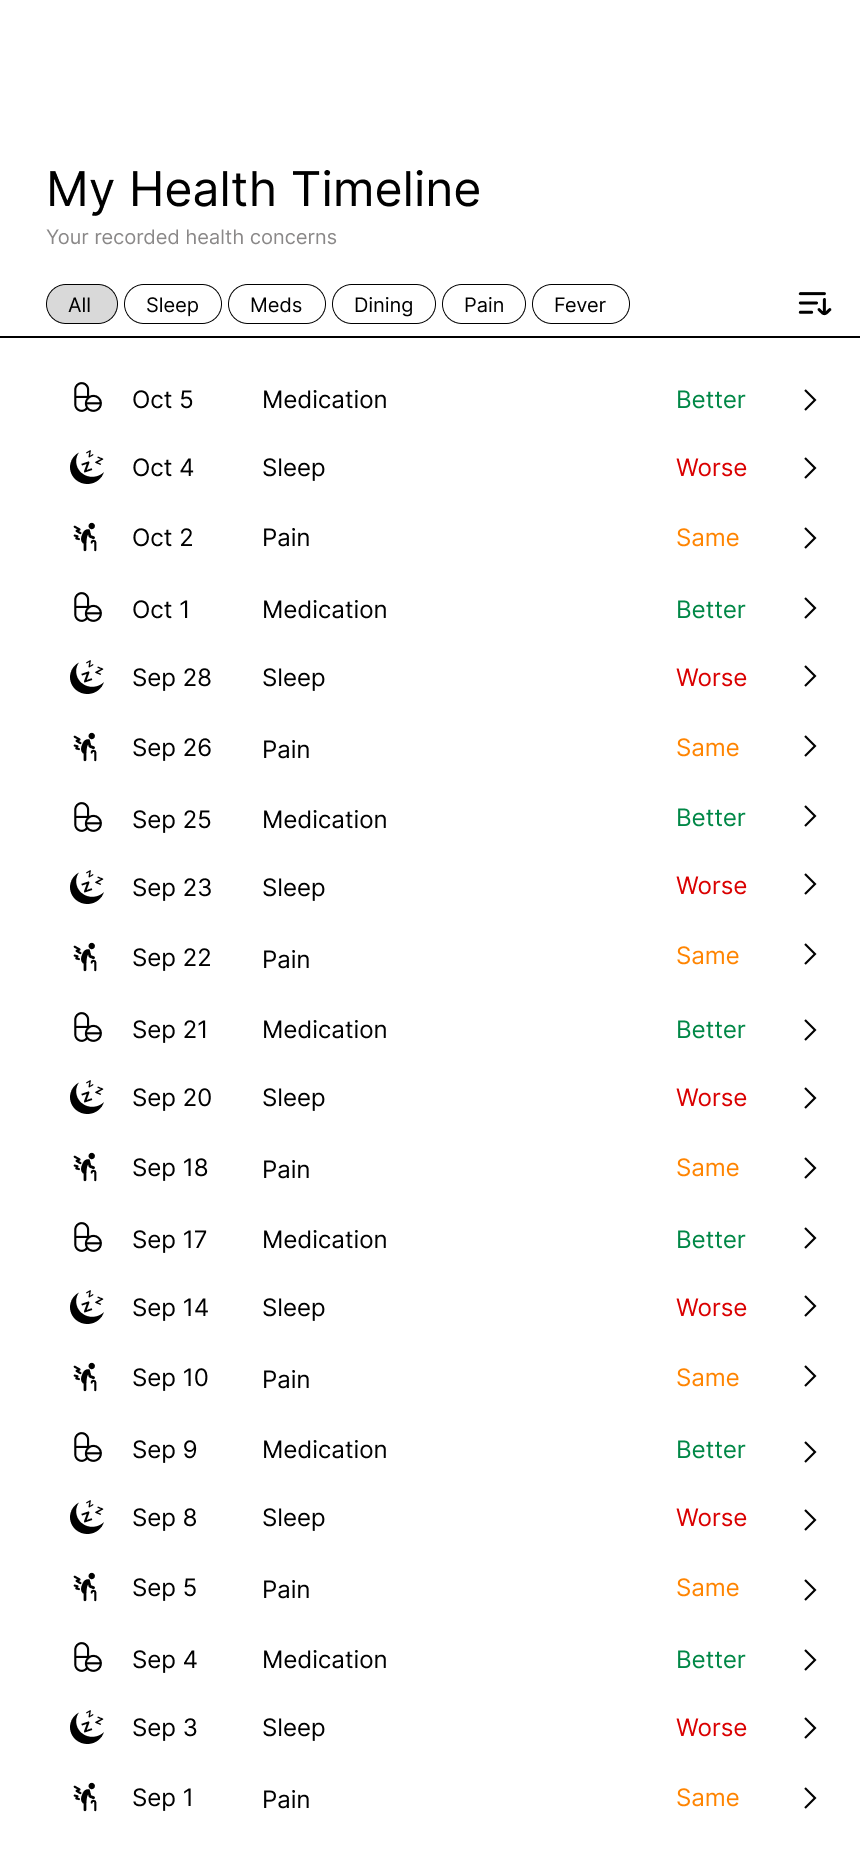 My Health Timeline
Your recorded health concerns
All Sleep Meds Dining Pain Fever
Oct 5 Medication Better
Oct 4 Sleep Worse
Oct 2 Pain Same
Oct 1 Medication Better
Sep 28 Sleep Worse
Sep 26 Pain Same
Sep 25 Medication Better
Sep 23 Sleep Worse
Sep 22 Pain Same
Sep 21 Medication Better
Sep 20 Sleep Worse
Sep 18 Pain Same
Sep 17 Medication Better
Sep 14 Sleep Worse
Sep 10 Pain Same
Sep 9 Medication Better
Sep 8 Sleep Worse
Sep 5 Pain Same
Sep 4 Medication Better
Sep 3 Sleep Worse
Sep 1 Pain Same